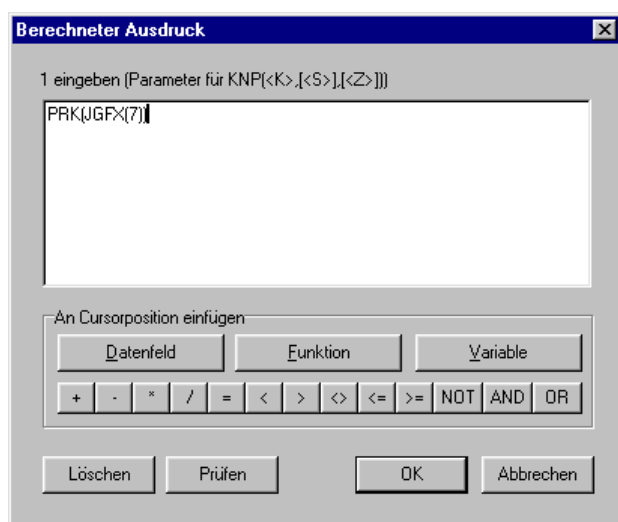 Berechneter Ausdruck
1 eingeben (Parameter für KNP(<K>,[<S>],[<Z>]))
PRK(JGFX(7))
An Cursorposition einfügen
Datenfeld Funktion Variable
+ - * / = < > <> <= >= NOT AND OR
Löschen Prüfen OK Abbrechen